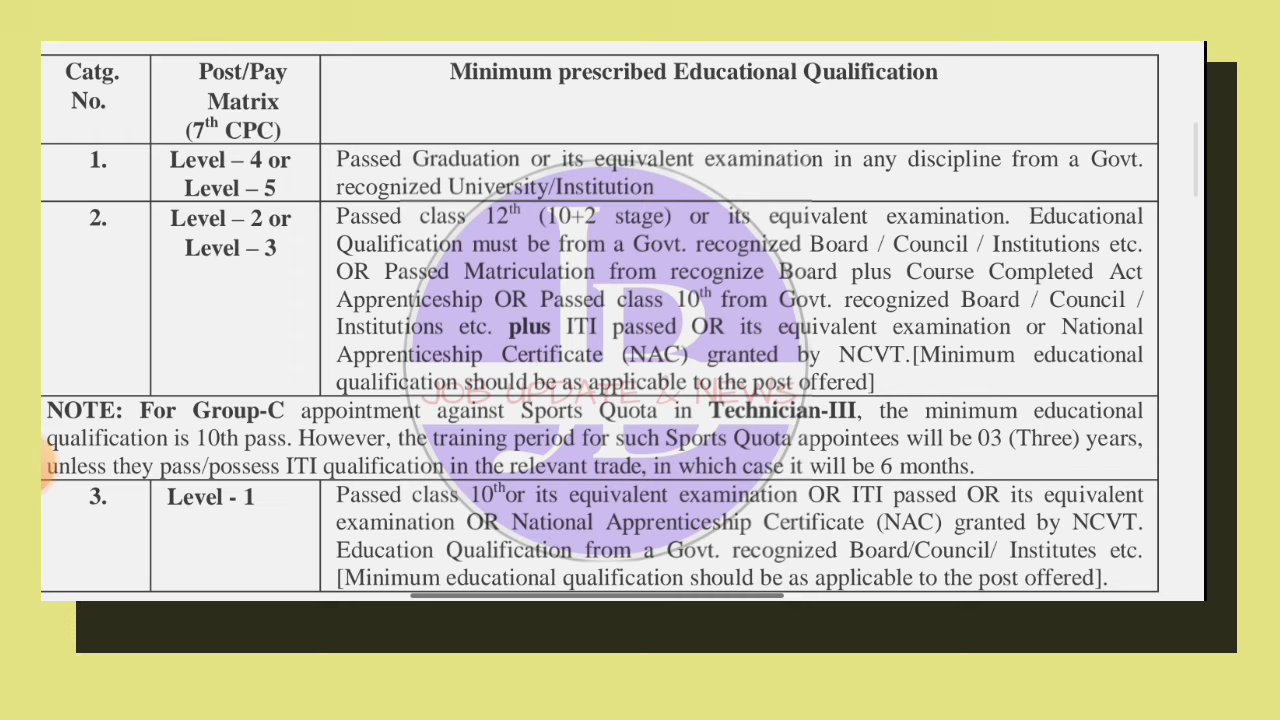 Catg. No.
Post/Pay Matrix (7th CPC)
Minimum prescribed Educational Qualification
1.
Level – 4 or
Level – 5
Passed Graduation or its equivalent examination in any discipline from a Govt.
recognized University/Institution
2.
Level – 2 or
Level – 3
Passed class 12th (10+2 stage) or its equivalent examination. Educational
Qualification must be from a Govt. recognized Board / Council / Institutions etc.
OR Passed Matriculation from recognize Board plus Course Completed Act
Apprenticeship OR Passed class 10th from Govt. recognized Board / Council /
Institutions etc. plus ITI passed OR its equivalent examination or National
Apprenticeship Certificate (NAC) granted by NCVT.[Minimum educational
qualification should be as applicable to the post offered]
JOB UPDATE & NEWS
NOTE: For Group-C appointment against Sports Quota in Technician-III, the minimum educational
qualification is 10th pass. However, the training period for such Sports Quota appointees will be 03 (Three) years,
unless they pass/possess ITI qualification in the relevant trade, in which case it will be 6 months.
3.
Level - 1
Passed class 10thor its equivalent examination OR ITI passed OR its equivalent
examination OR National Apprenticeship Certificate (NAC) granted by NCVT.
Education Qualification from a Govt. recognized Board/Council/ Institutes etc.
[Minimum educational qualification should be as applicable to the post offered].